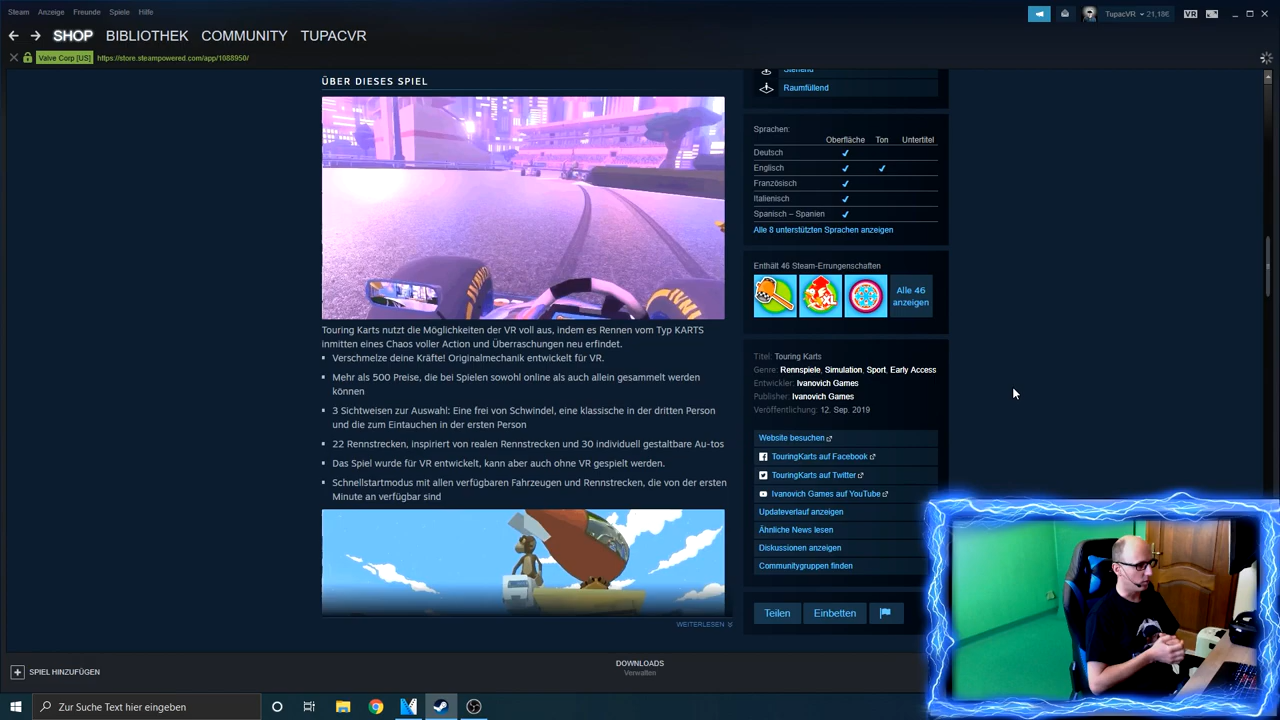 Steam Anzeige Freunde Spiele Hilfe
TupacVR 21,18€
VR
SHOP BIBLIOTHEK COMMUNITY TUPACVR
Valve Corp [US] https://store.steampowered.com/app/1088950/
ÜBER DIESES SPIEL
Touring Karts nutzt die Möglichkeiten der VR voll aus, indem es Rennen vom Typ KARTS
inmitten eines Chaos voller Action und Überraschungen neu erfindet.
Verschmelze deine Kräfte! Originalmechanik entwickelt für VR.
Mehr als 500 Preise, die bei Spielen sowohl online als auch allein gesammelt werden
können
3 Sichtweisen zur Auswahl: Eine frei von Schwindel, eine klassische in der dritten Person
und die zum Eintauchen in der ersten Person
22 Rennstrecken, inspiriert von realen Rennstrecken und 30 individuell gestaltbare Au-tos
Das Spiel wurde für VR entwickelt, kann aber auch ohne VR gespielt werden.
Schnellstartmodus mit allen verfügbaren Fahrzeugen und Rennstrecken, die von der ersten
Minute an verfügbar sind
WEITERLESEN
Stehend
Raumfüllend
Sprachen:
Oberfläche Ton Untertitel
Deutsch
Englisch
Französisch
Italienisch
Spanisch – Spanien
Alle 8 unterstützten Sprachen anzeigen
Enthält 46 Steam-Errungenschaften
XL
Alle 46
anzeigen
Titel: Touring Karts
Genre: Rennspiele, Simulation, Sport, Early Access
Entwickler: Ivanovich Games
Publisher: Ivanovich Games
Veröffentlichung: 12. Sep. 2019
Website besuchen
TouringKarts auf Facebook
TouringKarts auf Twitter
Ivanovich Games auf YouTube
Updateverlauf anzeigen
Ähnliche News lesen
Diskussionen anzeigen
Communitygruppen finden
Teilen Einbetten
SPIEL HINZUFÜGEN
DOWNLOADS
Verwalten
Zur Suche Text hier eingeben